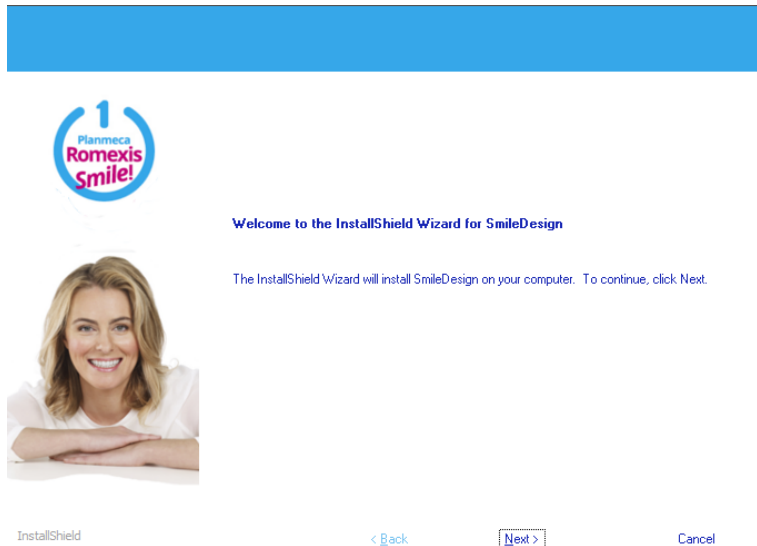 1
Planmeca
Romexis
Smile!
Welcome to the InstallShield Wizard for SmileDesign
The InstallShield Wizard will install SmileDesign on your computer. To continue, click Next.
InstallShield
< Back
Next >
Cancel